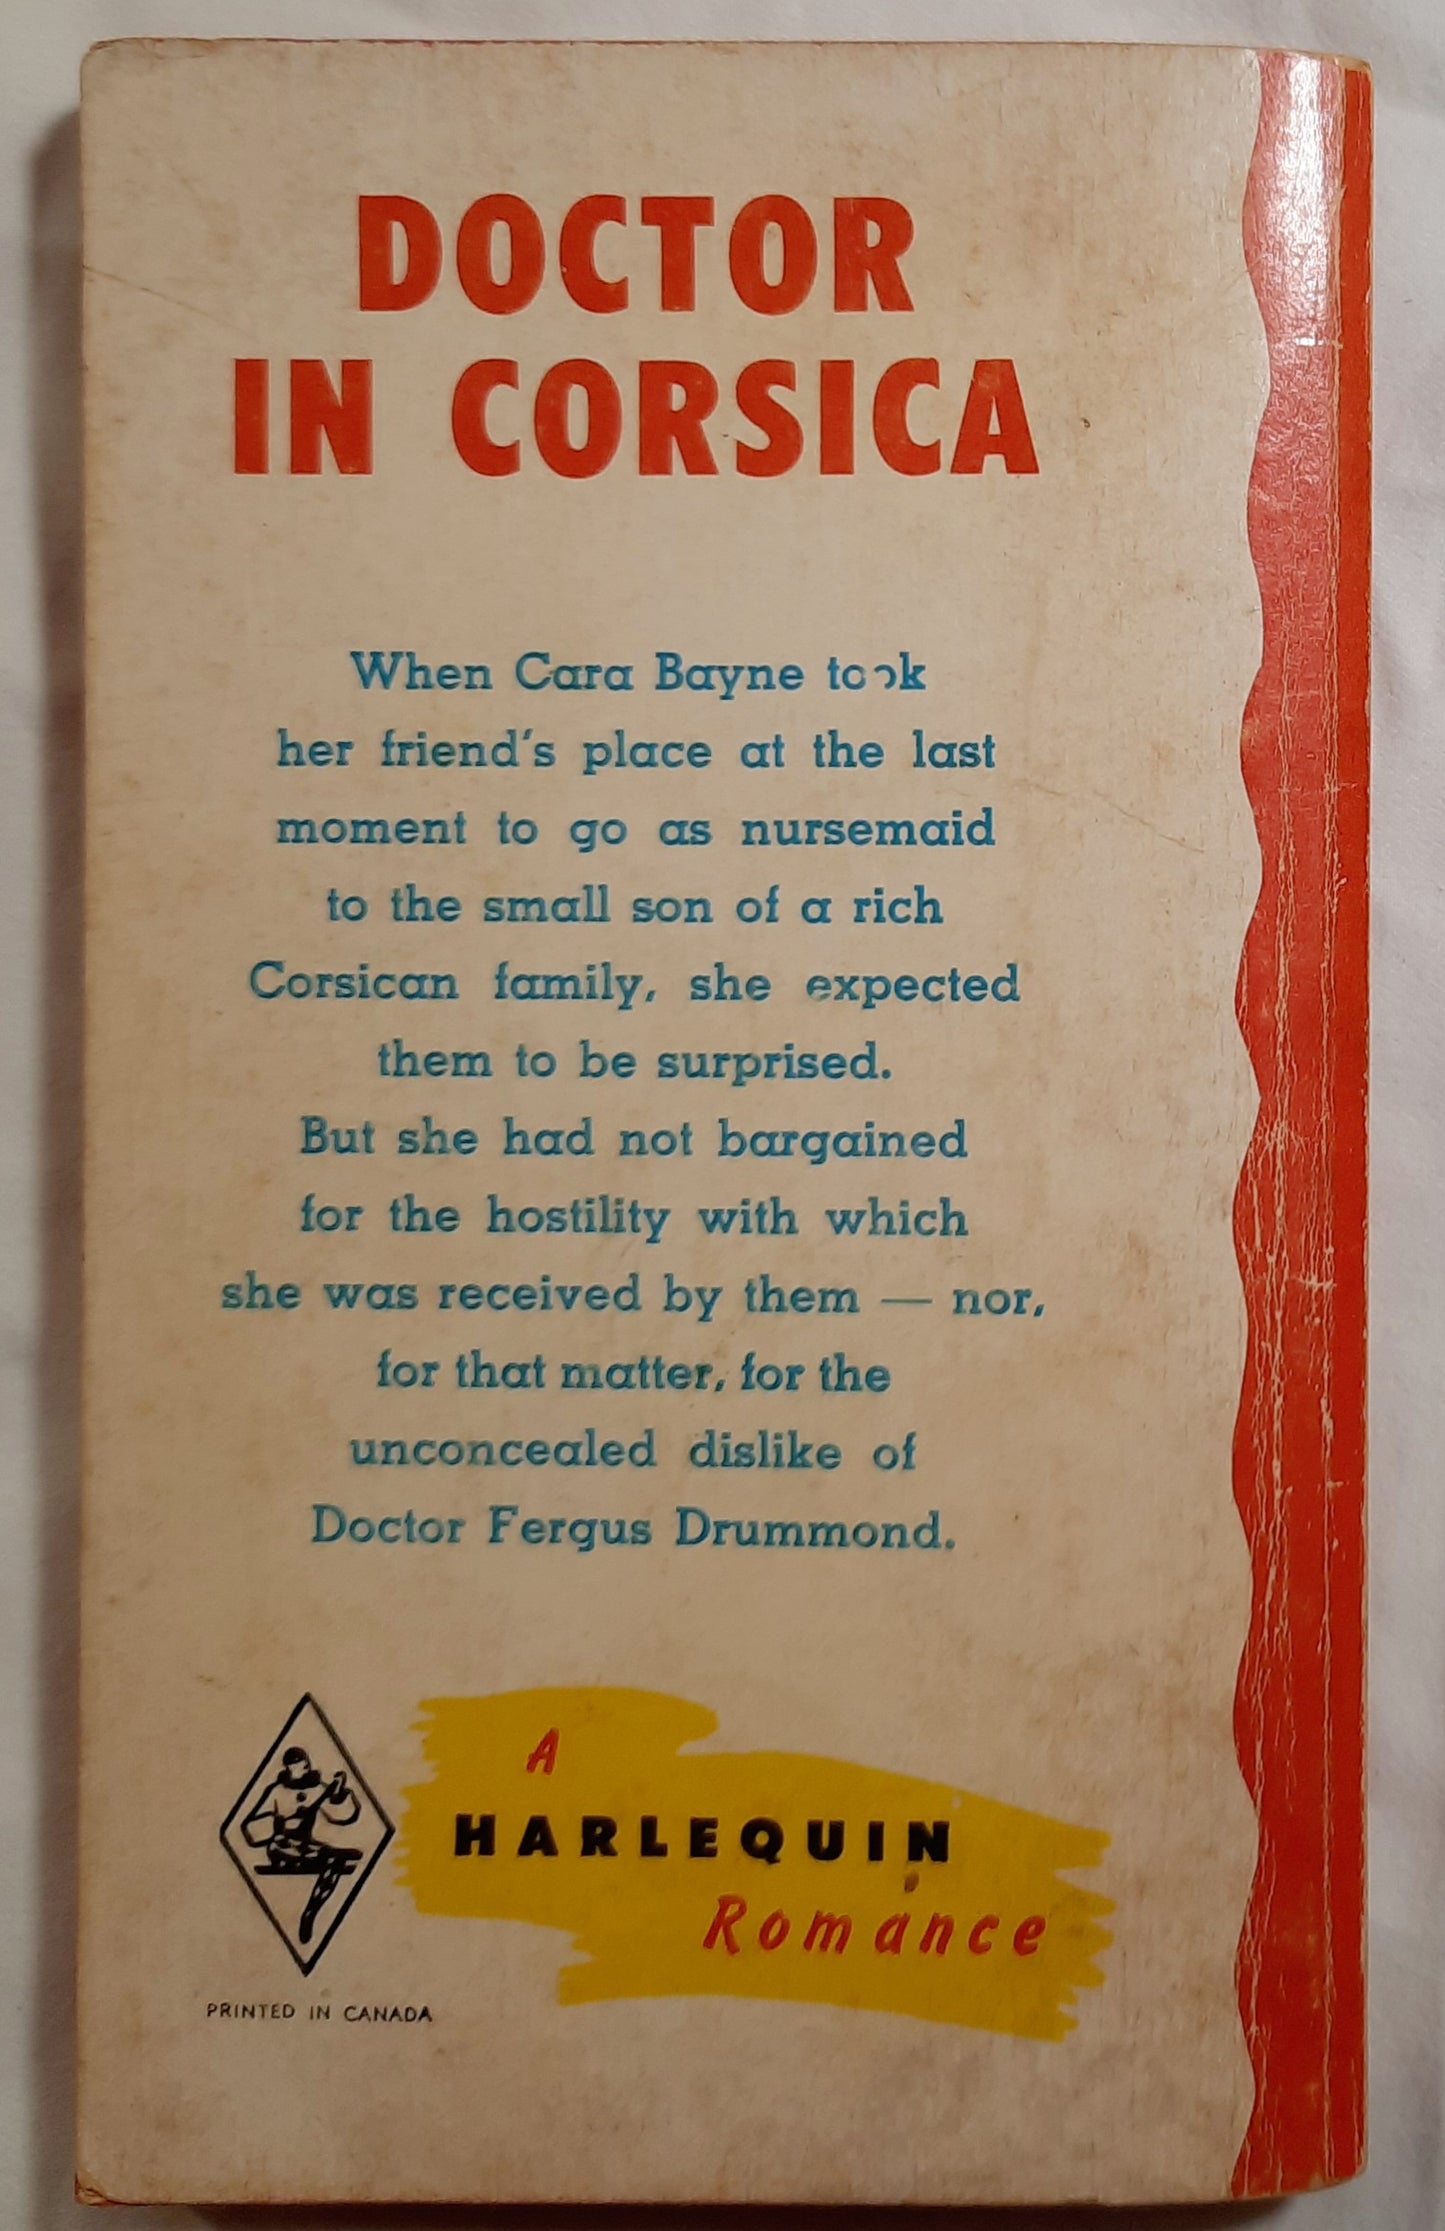 DOCTOR
IN CORSICA
When Cara Bayne took
her friend's place at the last
moment to go as nursemaid
to the small son of a rich
Corsican family, she expected
them to be surprised.
But she had not bargained
for the hostility with which
she was received by them — nor,
for that matter, for the
unconcealed dislike of
Doctor Fergus Drummond.
A
HARLEQUIN
Romance
PRINTED IN CANADA